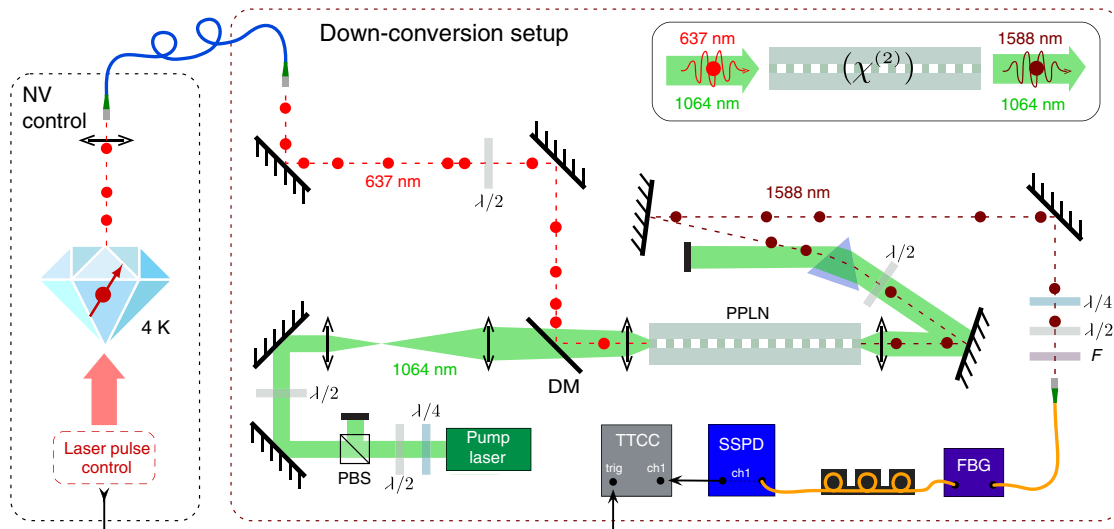 Down-conversion setup
NV
control
637 nm
1588 nm
(χ⁽²⁾)
1064 nm
1064 nm
637 nm
λ/2
1588 nm
λ/2
4 K
PPLN
λ/4
λ/2
F
1064 nm
DM
λ/2
λ/4
Pump
laser
PBS
λ/2
Laser pulse
control
TTCC
trig
ch1
SSPD
ch1
FBG